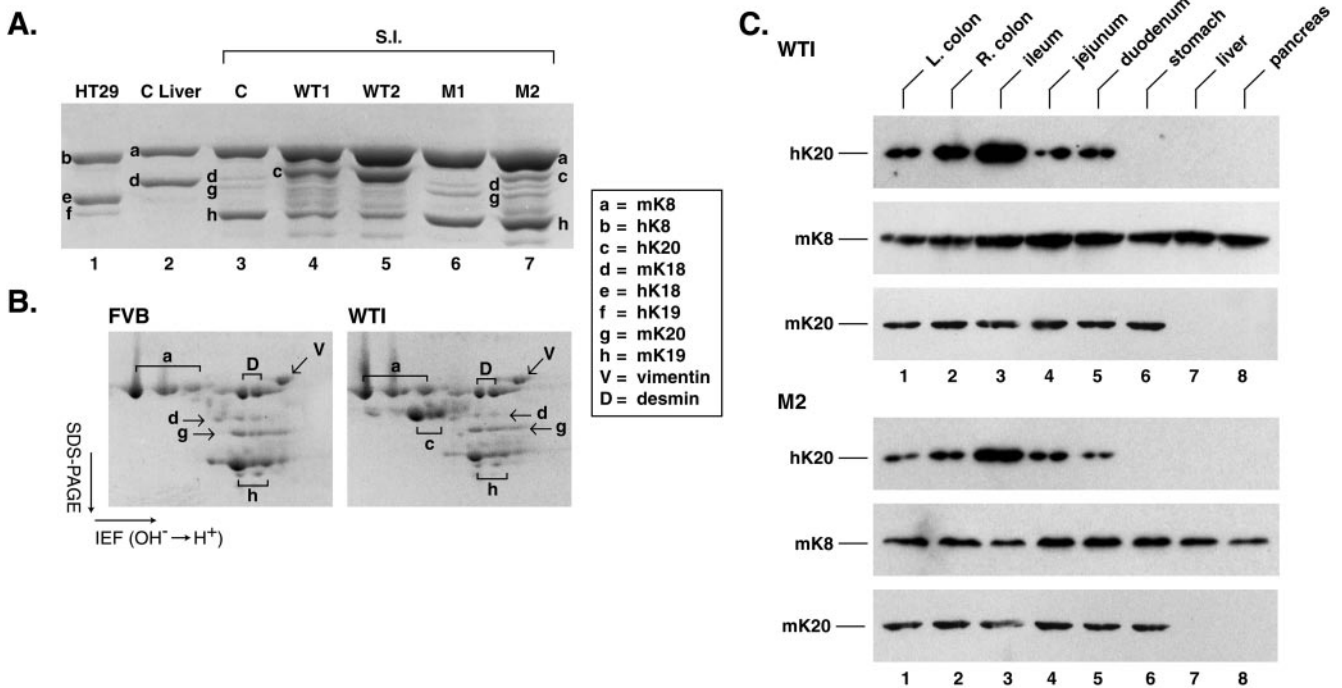 A.
S.I.
HT29 C Liver C WT1 WT2 M1 M2
b a d e f d g h c d g a c h
1 2 3 4 5 6 7
a = mK8
b = hK8
c = hK20
d = mK18
e = hK18
f = hK19
g = mK20
h = mK19
V = vimentin
D = desmin
B.
FVB WTI
a D V d g h
a D V d g c h
SDS-PAGE
IEF (OH⁻ → H⁺)
C.
WTI
L. colon R. colon ileum jejunum duodenum stomach liver pancreas
hK20
mK8
mK20
1 2 3 4 5 6 7 8
M2
hK20
mK8
mK20
1 2 3 4 5 6 7 8